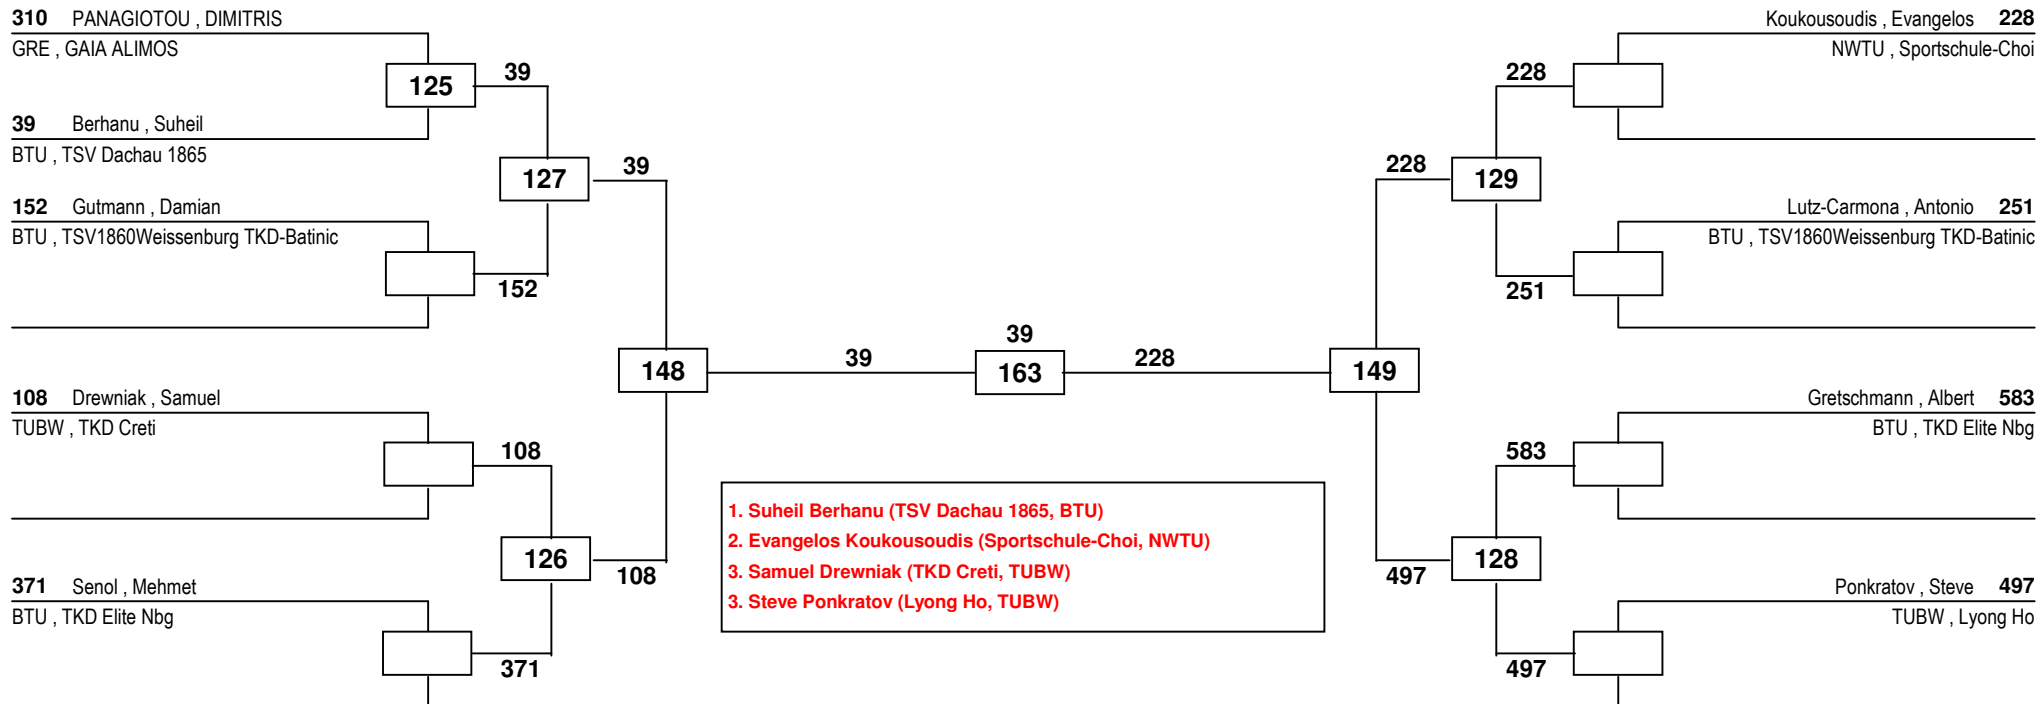 310 PANAGIOTOU , DIMITRIS
GRE , GAIA ALIMOS
125
39
39 Berhanu , Suheil
BTU , TSV Dachau 1865
127
39
152 Gutmann , Damian
BTU , TSV1860Weissenburg TKD-Batinic
152
148
39
108 Drewniak , Samuel
TUBW , TKD Creti
108
126
108
371 Senol , Mehmet
BTU , TKD Elite Nbg
371
39
163
228
1. Suheil Berhanu (TSV Dachau 1865, BTU)
2. Evangelos Koukousoudis (Sportschule-Choi, NWTU)
3. Samuel Drewniak (TKD Creti, TUBW)
3. Steve Ponkratov (Lyong Ho, TUBW)
Koukousoudis , Evangelos 228
NWTU , Sportschule-Choi
228
228
129
Lutz-Carmona , Antonio 251
BTU , TSV1860Weissenburg TKD-Batinic
251
149
Gretschmann , Albert 583
BTU , TKD Elite Nbg
583
497
128
Ponkratov , Steve 497
TUBW , Lyong Ho
497